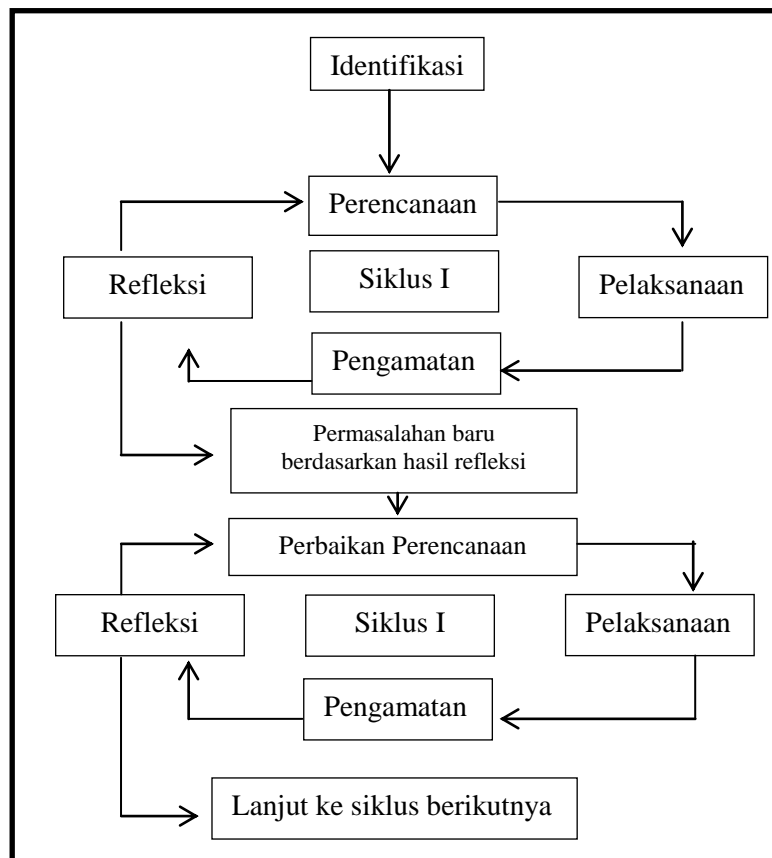 Identifikasi
Perencanaan
Refleksi
Siklus I
Pelaksanaan
Pengamatan
Permasalahan baru
berdasarkan hasil refleksi
Perbaikan Perencanaan
Refleksi
Siklus I
Pelaksanaan
Pengamatan
Lanjut ke siklus berikutnya